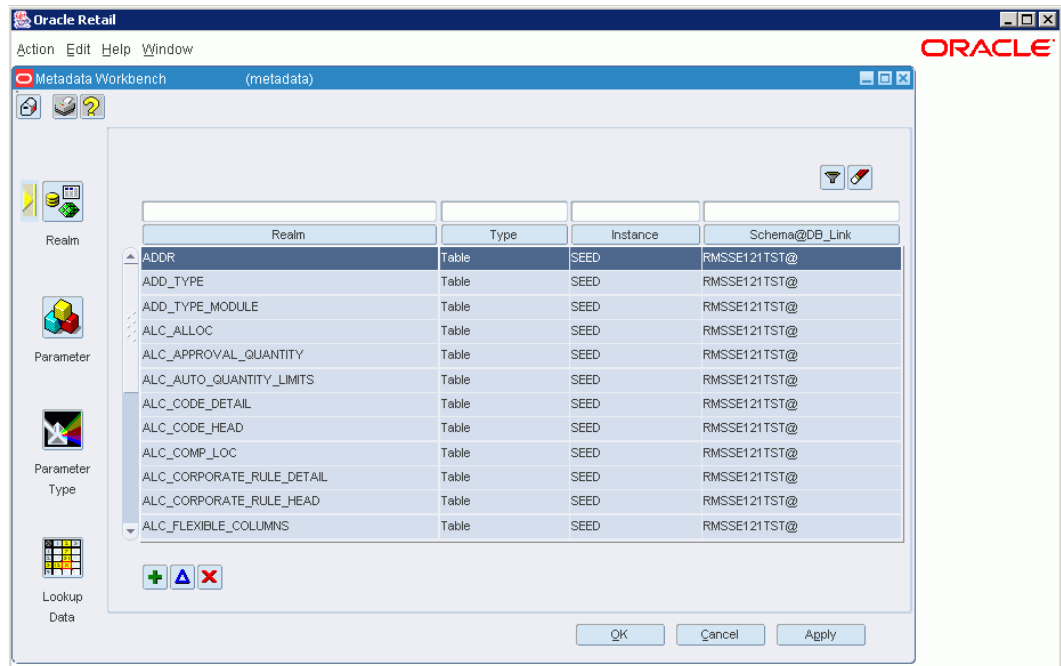 Oracle Retail
Action Edit Help Window
ORACLE
Metadata Workbench (metadata)
Realm
Parameter
Parameter
Type
Lookup
Data
Realm Type Instance Schema@DB_Link
ADDR Table SEED RMSSE121TST@
ADD_TYPE Table SEED RMSSE121TST@
ADD_TYPE_MODULE Table SEED RMSSE121TST@
ALC_ALLOC Table SEED RMSSE121TST@
ALC_APPROVAL_QUANTITY Table SEED RMSSE121TST@
ALC_AUTO_QUANTITY_LIMITS Table SEED RMSSE121TST@
ALC_CODE_DETAIL Table SEED RMSSE121TST@
ALC_CODE_HEAD Table SEED RMSSE121TST@
ALC_COMP_LOC Table SEED RMSSE121TST@
ALC_CORPORATE_RULE_DETAIL Table SEED RMSSE121TST@
ALC_CORPORATE_RULE_HEAD Table SEED RMSSE121TST@
ALC_FLEXIBLE_COLUMNS Table SEED RMSSE121TST@
OK Cancel Apply